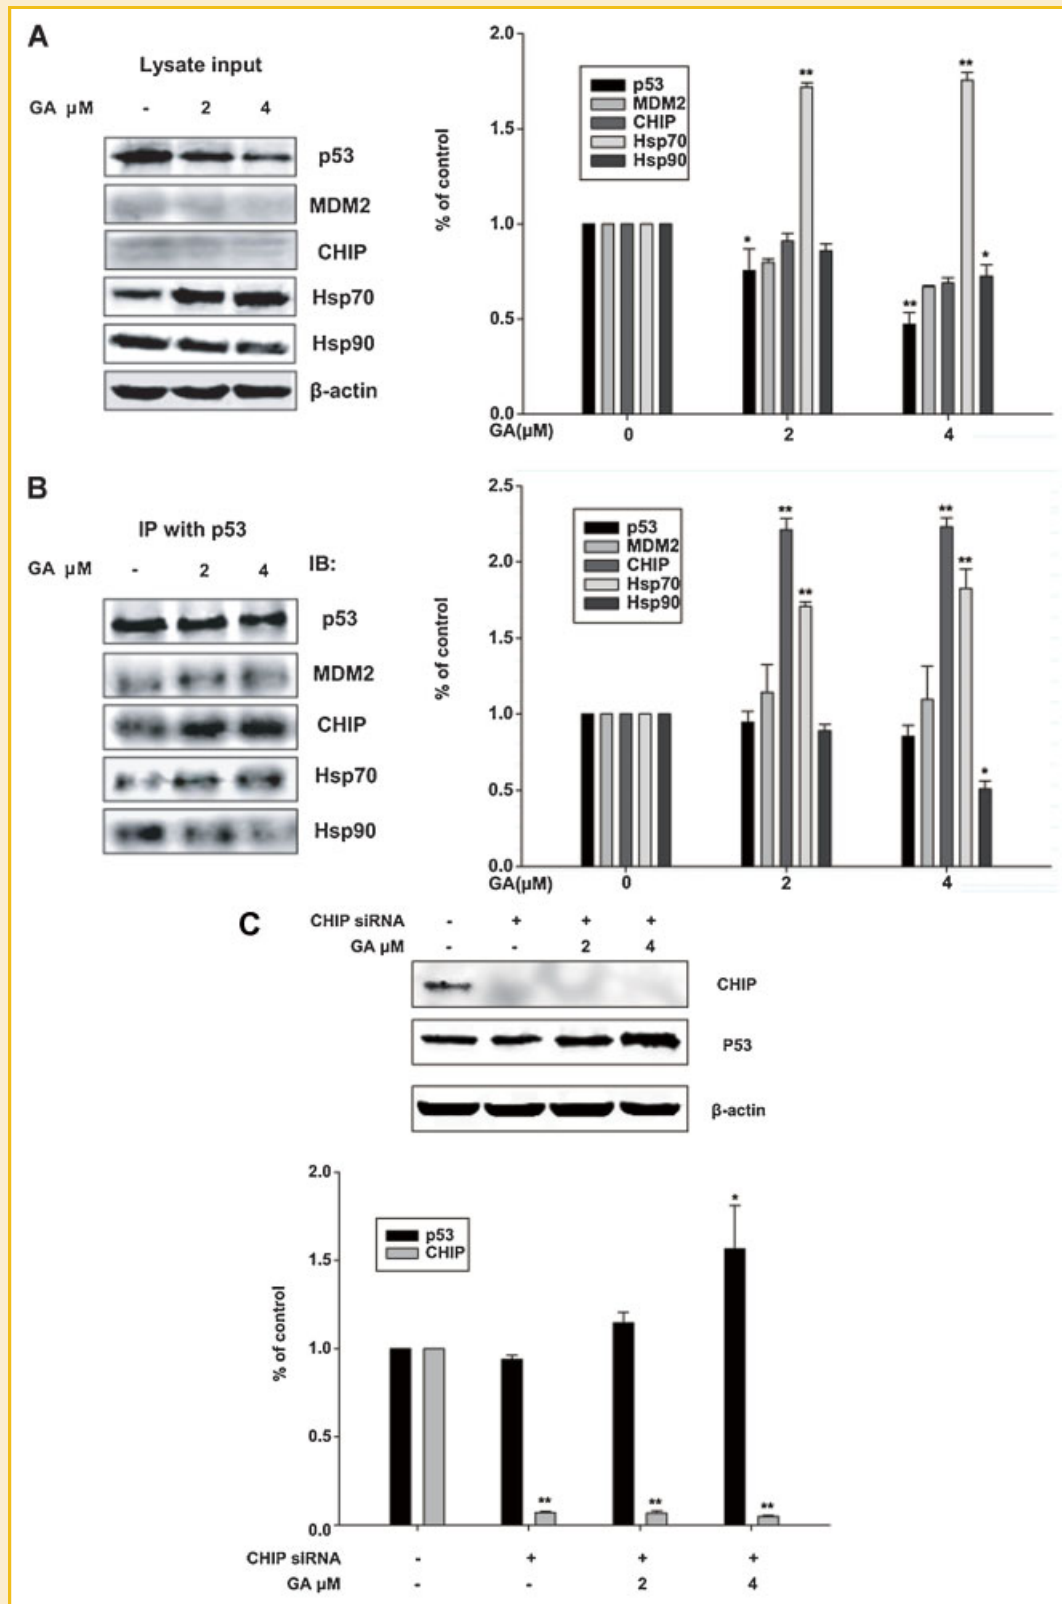 A
Lysate input
GA µM - 2 4
p53
MDM2
CHIP
Hsp70
Hsp90
β-actin
% of control
2.0
1.5
1.0
0.5
0.0
p53
MDM2
CHIP
Hsp70
Hsp90
*
**
**
**
*
GA(µM) 0 2 4
B
IP with p53
GA µM - 2 4 IB:
p53
MDM2
CHIP
Hsp70
Hsp90
% of control
2.5
2.0
1.5
1.0
0.5
0.0
p53
MDM2
CHIP
Hsp70
Hsp90
**
**
**
**
*
GA(µM) 0 2 4
C
CHIP siRNA - + + +
GA µM - - 2 4
CHIP
P53
β-actin
% of control
2.0
1.5
1.0
0.5
0.0
p53
CHIP
**
**
*
**
CHIP siRNA - + + +
GA µM - - 2 4